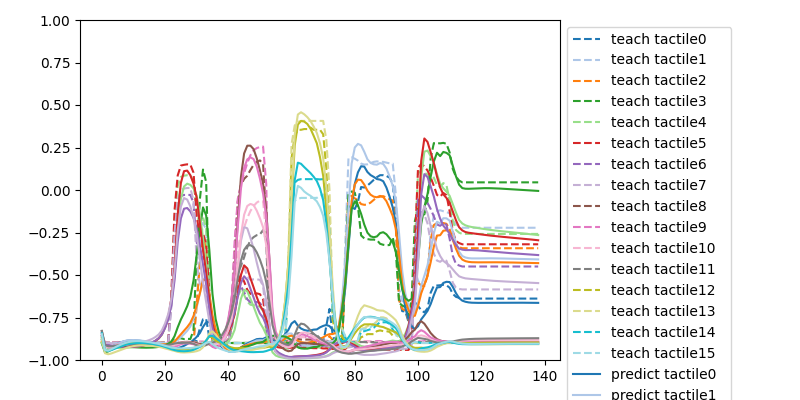 1.00
0.75
0.50
0.25
0.00
−0.25
−0.50
−0.75
−1.00
0 20 40 60 80 100 120 140
teach tactile0
teach tactile1
teach tactile2
teach tactile3
teach tactile4
teach tactile5
teach tactile6
teach tactile7
teach tactile8
teach tactile9
teach tactile10
teach tactile11
teach tactile12
teach tactile13
teach tactile14
teach tactile15
predict tactile0
predict tactile1